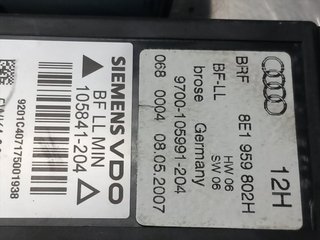 12H
BRF 8E1 959 802H
HW 06
BF-LL SW 06
brose, Germany
9700-105991-204
068 0004 08.05.2007
SIEMENS VDO
105841-204
BF LL MIN
9201C407175001938